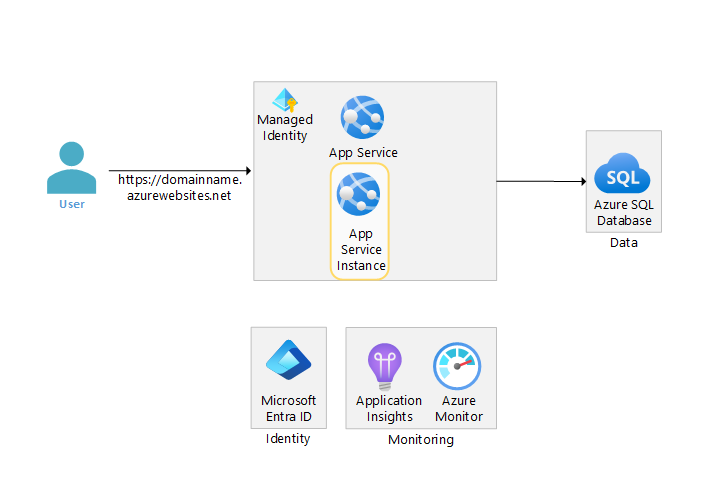 Managed
Identity
App Service
https://domainname.
azurewebsites.net
User
App
Service
Instance
SQL
Azure SQL
Database
Data
Microsoft
Entra ID
Identity
Application
Insights
Azure
Monitor
Monitoring